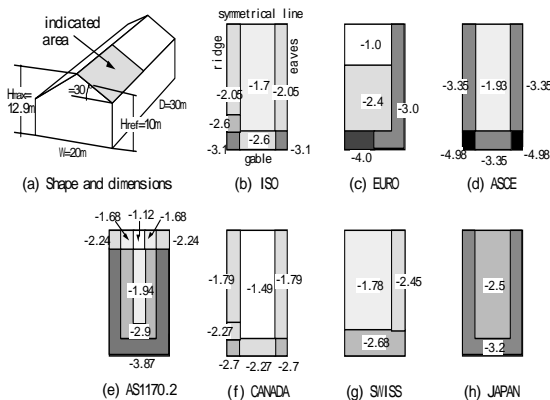 indicated
area
Hmax=
12.9m
=30°
D=30m
Href=10m
W=20m
(a) Shape and dimensions
symmetrical line
ridge
eaves
-1.7
-2.05
-2.05
-2.6
-2.6
-3.1
-3.1
gable
(b) ISO
-1.0
-2.4
-3.0
-4.0
(c) EURO
-3.35
-1.93
-3.35
-4.98
-4.98
-3.35
(d) ASCE
-1.68
-1.12
-1.68
-2.24
-2.24
-1.94
-2.9
-3.87
(e) AS1170.2
-1.79
-1.79
-1.49
-2.27
-2.7
-2.27
-2.7
(f) CANADA
-1.78
-2.45
-2.68
(g) SWISS
-2.5
-3.2
(h) JAPAN